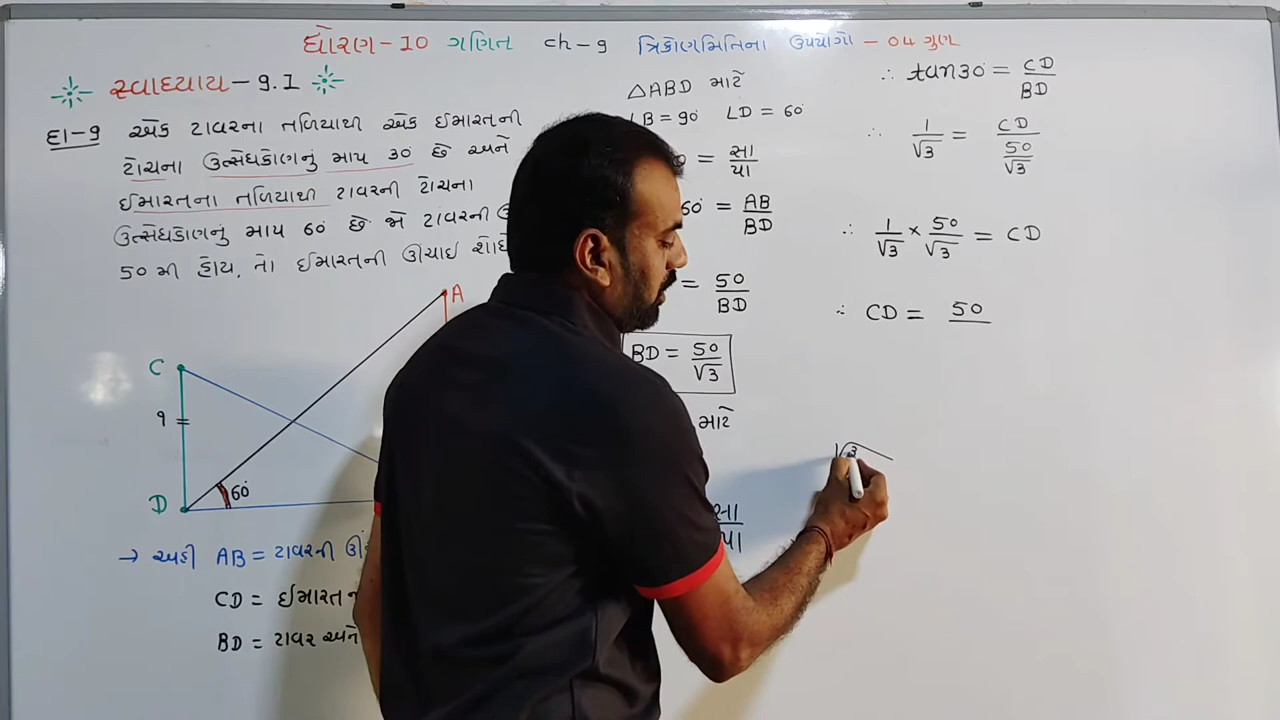 ધોરણ-10 ગણિત ch-9 ત્રિકોણમિતિના ઉપયોગો - 04 ગુણ
સ્વાધ્યાય-9.1
દા-9 એક ટાવરના તળિયાથી એક ઈમારતની
ટોચના ઉત્સેધકોણનું માપ 30° છે અને
ઈમારતના તળિયાથી ટાવરની ટોચના
ઉત્સેધકોણનુ માપ 60° છે જો ટાવરની
50 મી હોય, તો ઈમારતની ઊંચાઈ
A
C
?
D
60°
→ અહી AB = ટાવરની
CD = ઈમારત
BD = ટાવર અને
△ABD માટે
∠B = 90° ∠D = 60°
= સા/પા
60° = AB/BD
= 50/BD
BD = 50/√3
માટે
સા/પા
∴ tan30° = CD/BD
∴ 1/√3 = CD/(50/√3)
∴ 1/√3 × 50/√3 = CD
∴ CD = 50
3